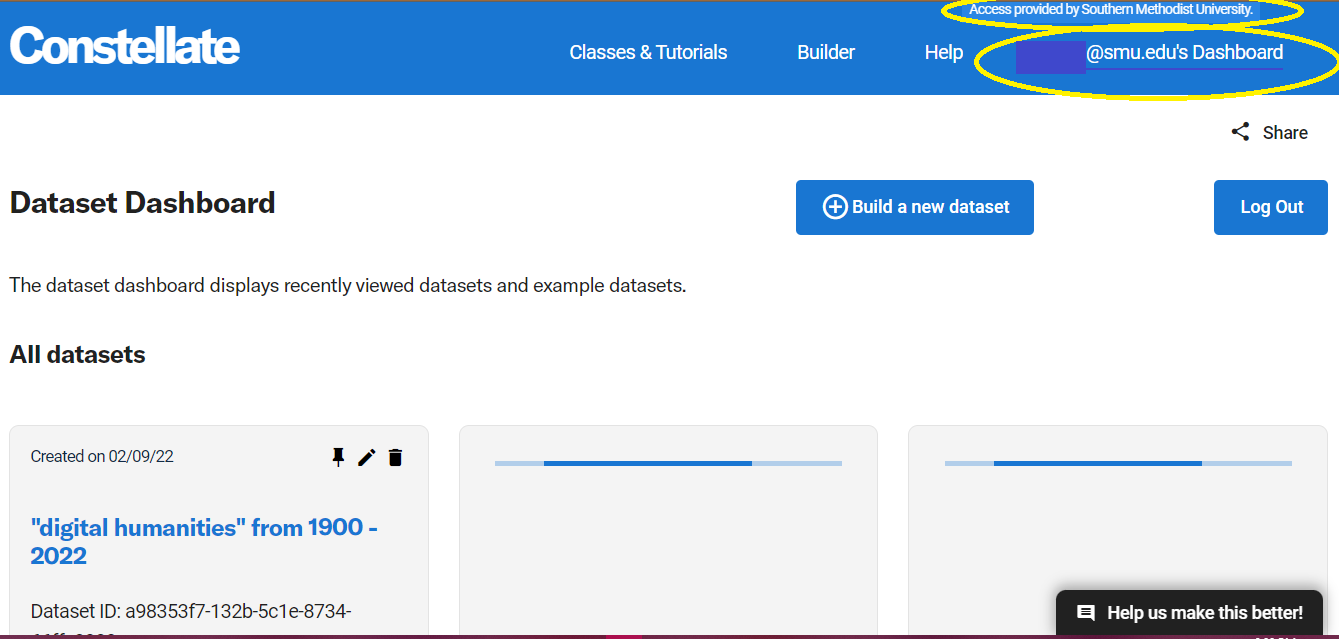 Access provided by Southern Methodist University.
Constellate
Classes & Tutorials
Builder
Help
@smu.edu's Dashboard
Share
Dataset Dashboard
Build a new dataset
Log Out
The dataset dashboard displays recently viewed datasets and example datasets.
All datasets
Created on 02/09/22
"digital humanities" from 1900 -
2022
Dataset ID: a98353f7-132b-5c1e-8734-
Help us make this better!